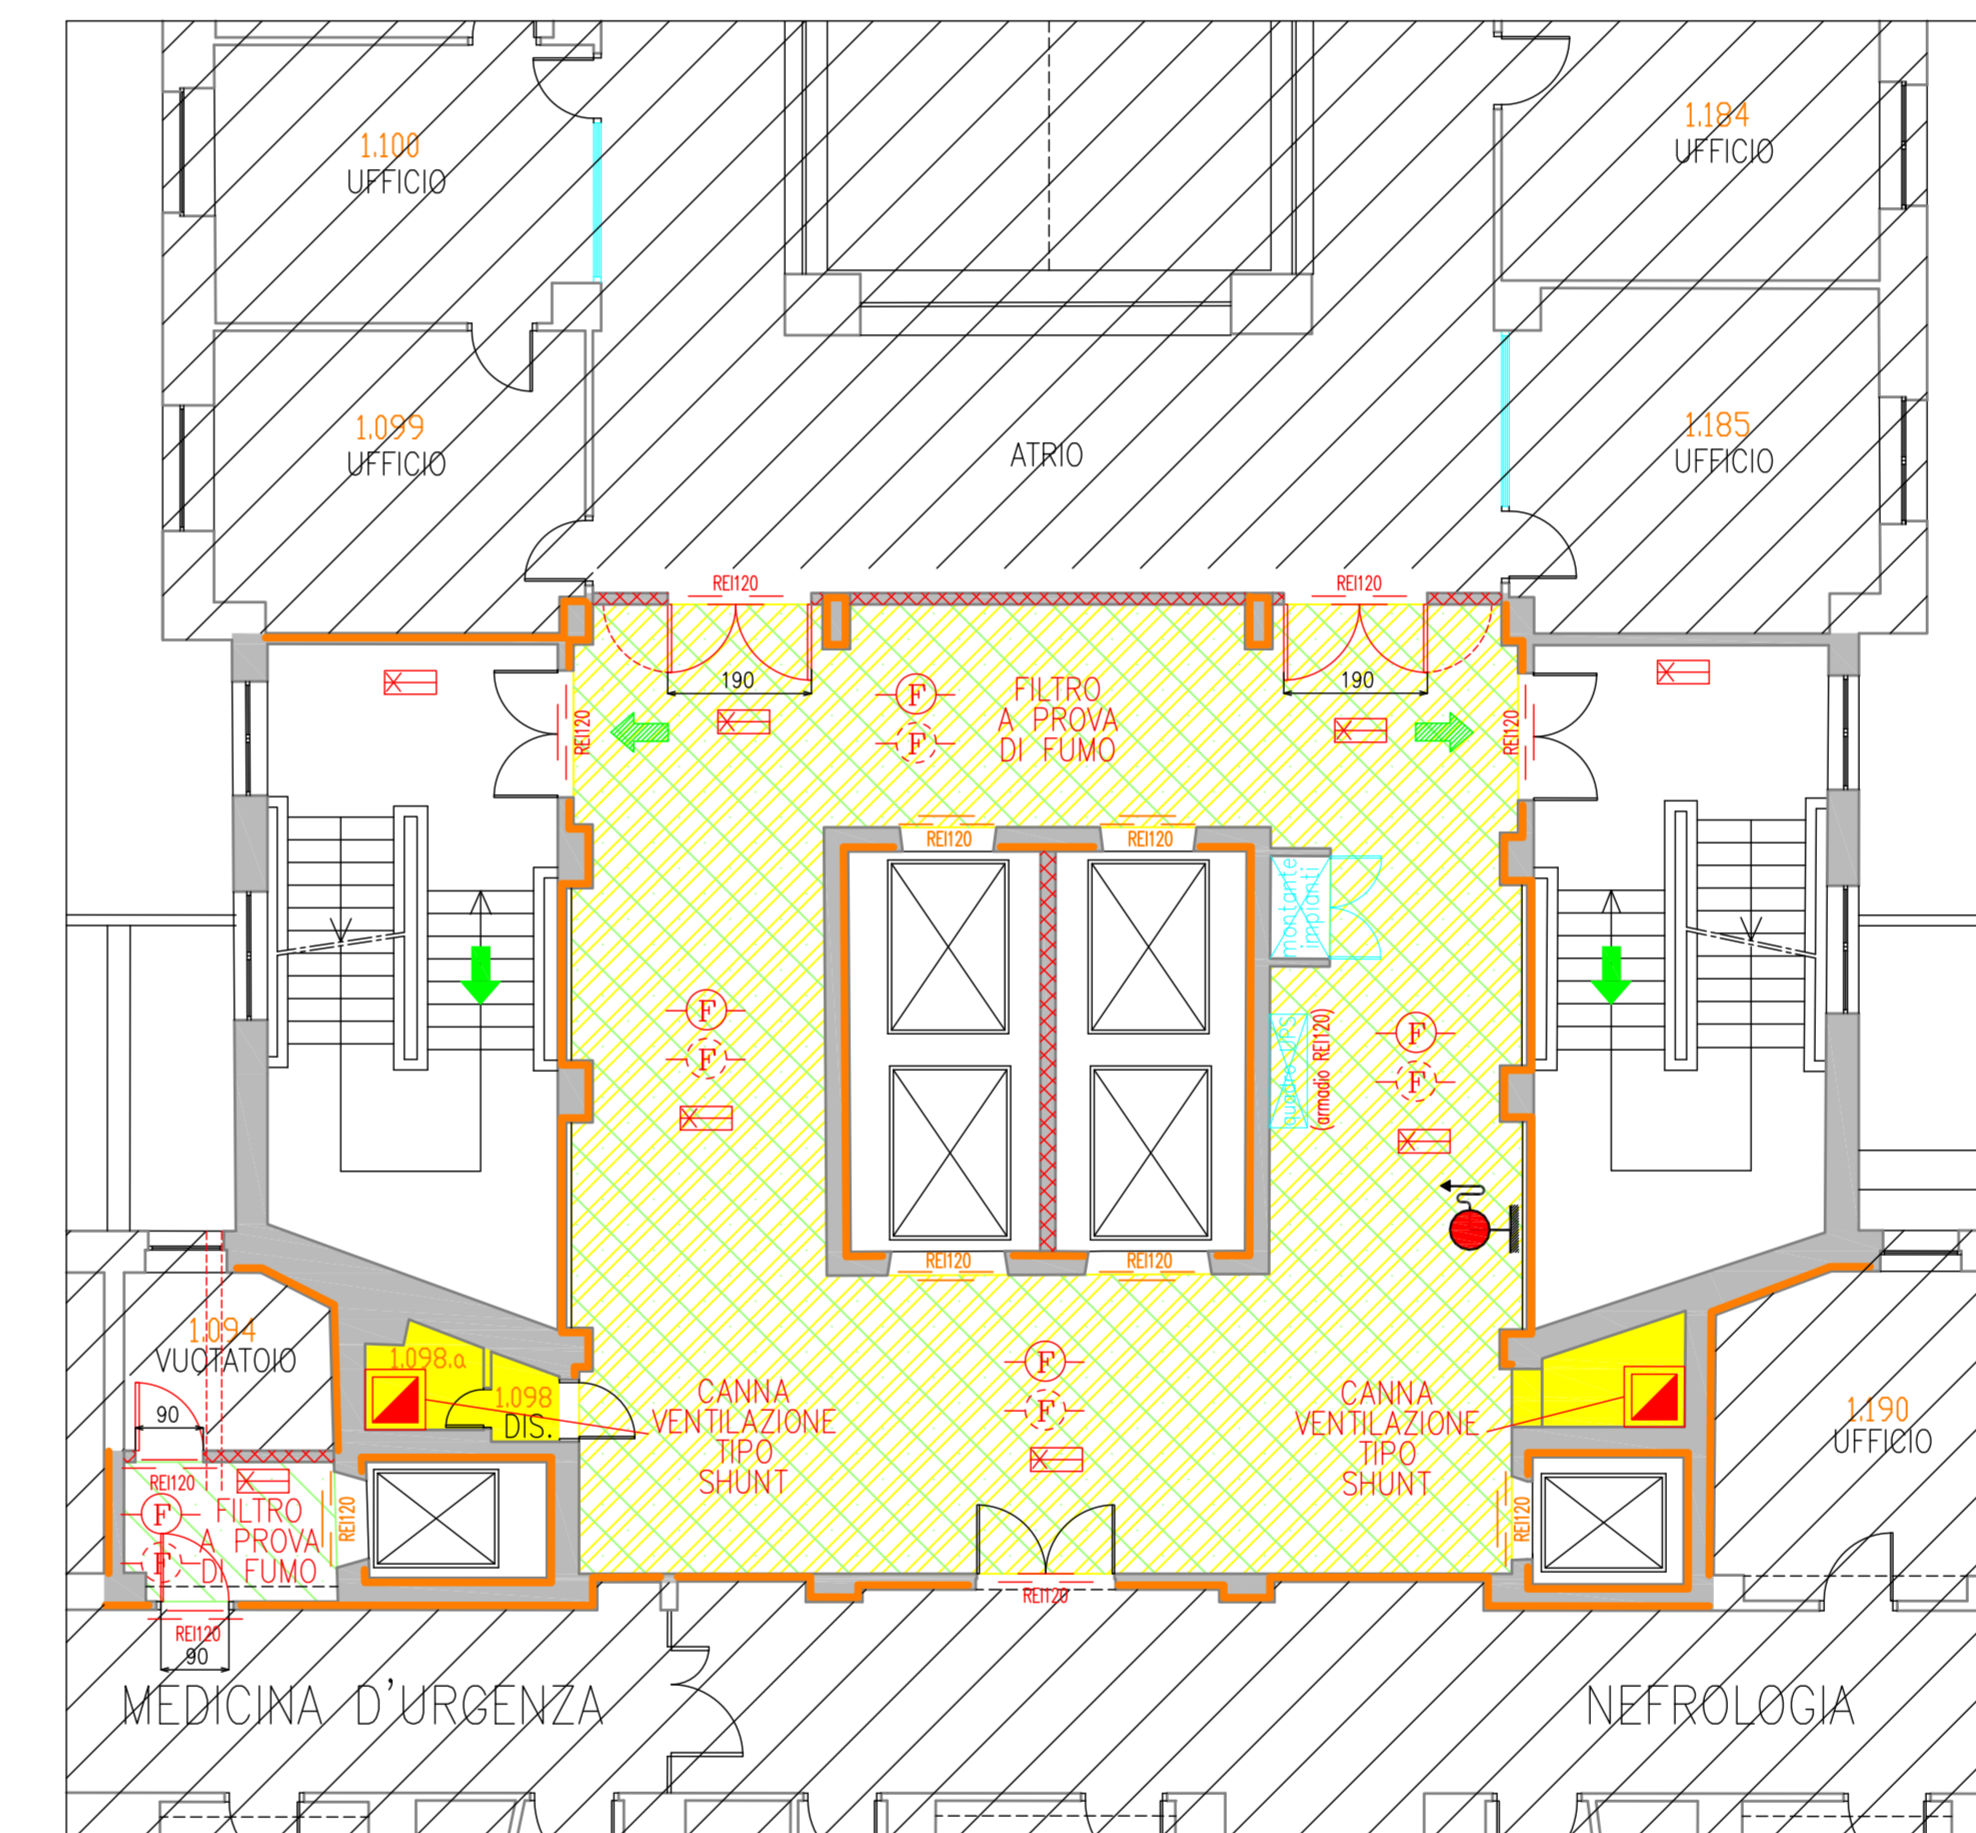 1.100
UFFICIO
1.184
UFFICIO
1.099
UFFICIO
ATRIO
1.185
UFFICIO
REI120
REI120
190
190
F
F
FILTRO
A PROVA
DI FUMO
REI120
REI120
REI120
REI120
montante
impianti
F
F
quadro UPS
(armadio REI120)
F
F
REI120
REI120
1.094
VUOTATOIO
1.098.a
1.098
DIS.
90
F
F
CANNA
VENTILAZIONE
TIPO
SHUNT
CANNA
VENTILAZIONE
TIPO
SHUNT
1.190
UFFICIO
REI120
F
F
FILTRO
A PROVA
DI FUMO
REI120
REI120
REI120
REI120
90
MEDICINA D'URGENZA
NEFROLOGIA